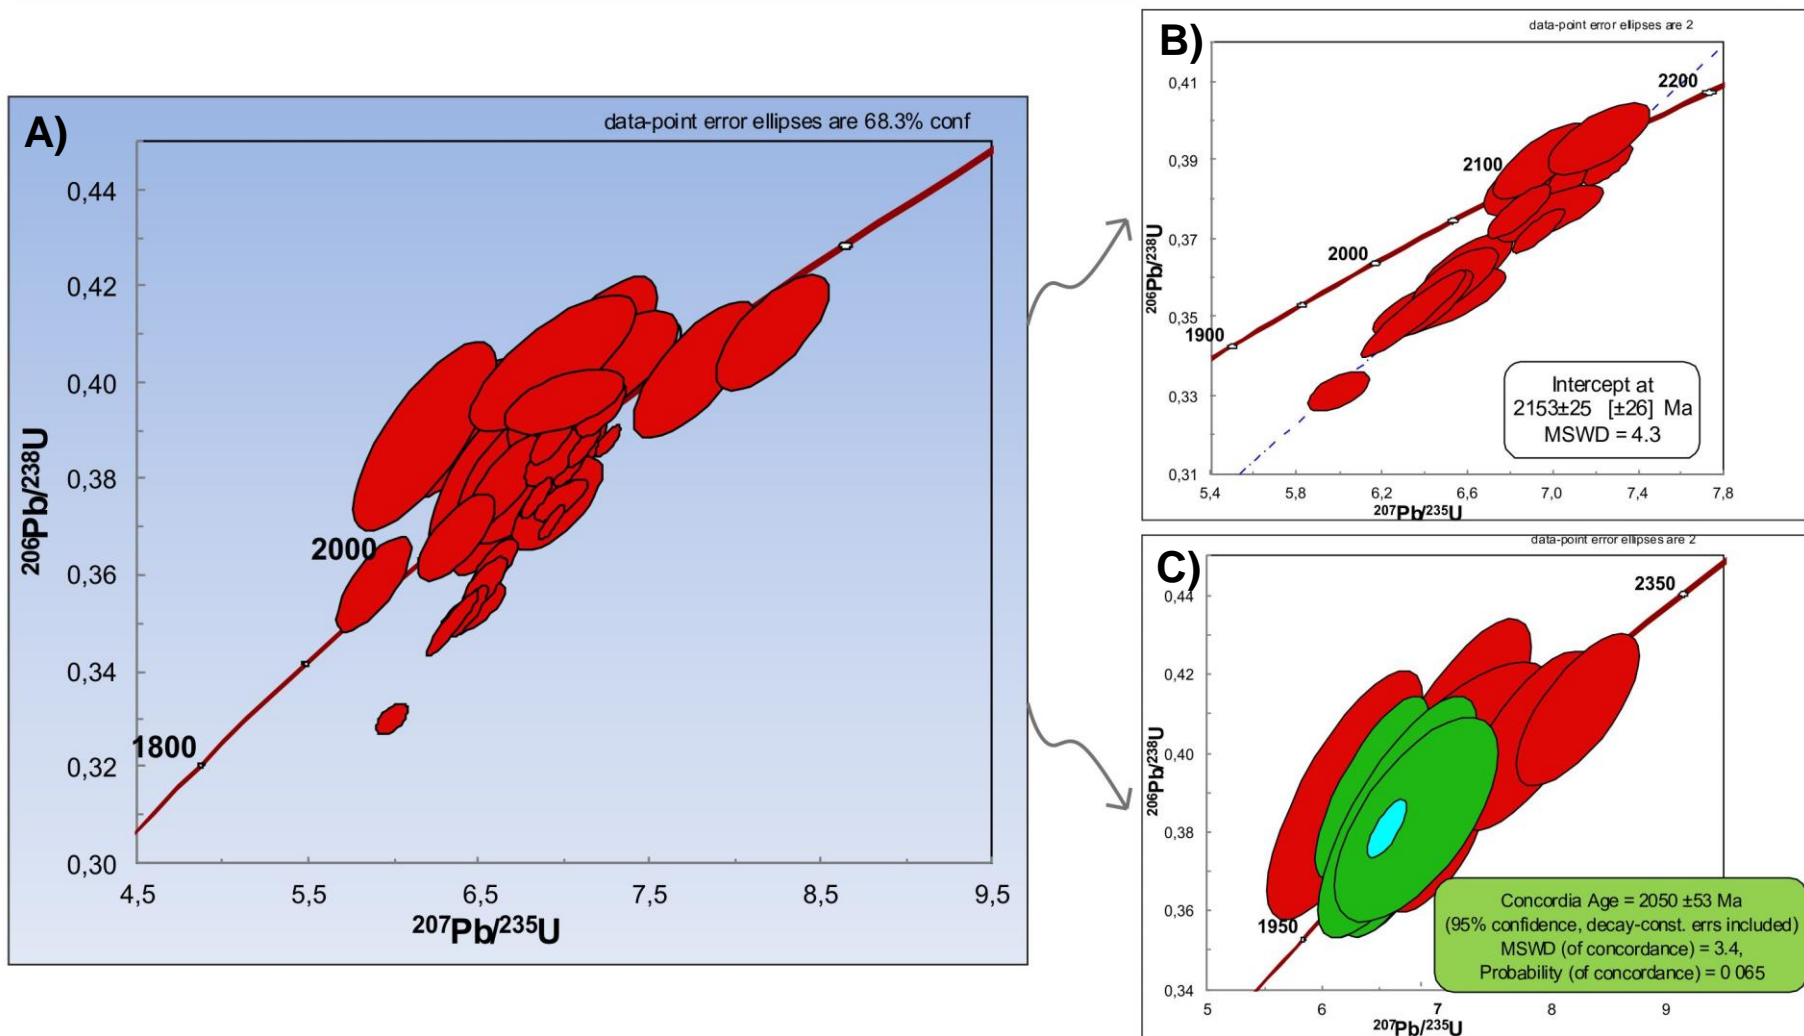 A)
data-point error ellipses are 68.3% conf
0,44
0,42
0,40
0,38
0,36
0,34
0,32
0,30
2000
1800
4,5 5,5 6,5 7,5 8,5 9,5
207Pb/235U
206Pb/238U
B)
data-point error ellipses are 2
0,41
0,39
0,37
0,35
0,33
0,31
2200
2100
2000
1900
Intercept at
2153±25 [±26] Ma
MSWD = 4.3
5,4 5,8 6,2 6,6 7,0 7,4 7,8
207Pb/235U
206Pb/238U
C)
data-point error ellipses are 2
0,44
0,42
0,40
0,38
0,36
0,34
2350
1950
Concordia Age = 2050 ±53 Ma
(95% confidence, decay-const. errs included)
MSWD (of concordance) = 3.4,
Probability (of concordance) = 0 065
5 6 7 8 9
207Pb/235U
206Pb/238U